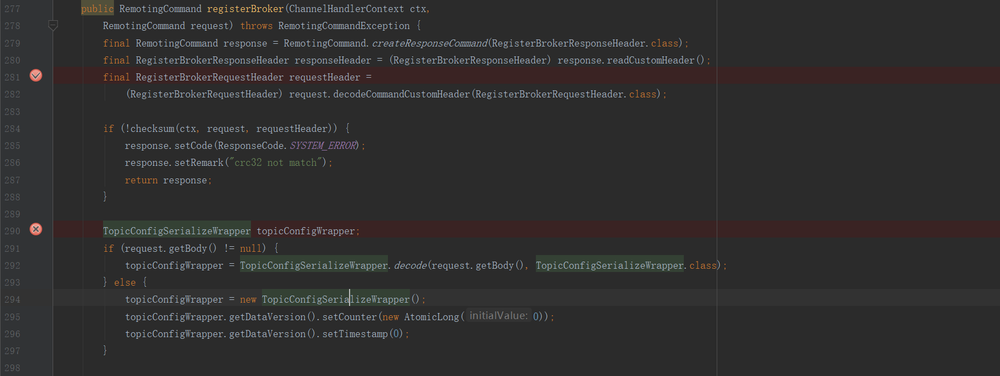 277 public RemotingCommand registerBroker(ChannelHandlerContext ctx,
278 RemotingCommand request) throws RemotingCommandException {
279 final RemotingCommand response = RemotingCommand.createResponseCommand(RegisterBrokerResponseHeader.class);
280 final RegisterBrokerResponseHeader responseHeader = (RegisterBrokerResponseHeader) response.readCustomHeader();
281 final RegisterBrokerRequestHeader requestHeader =
282 (RegisterBrokerRequestHeader) request.decodeCommandCustomHeader(RegisterBrokerRequestHeader.class);
283
284 if (!checksum(ctx, request, requestHeader)) {
285 response.setCode(ResponseCode.SYSTEM_ERROR);
286 response.setRemark("crc32 not match");
287 return response;
288 }
289
290 TopicConfigSerializeWrapper topicConfigWrapper;
291 if (request.getBody() != null) {
292 topicConfigWrapper = TopicConfigSerializeWrapper.decode(request.getBody(), TopicConfigSerializeWrapper.class);
293 } else {
294 topicConfigWrapper = new TopicConfigSerializeWrapper();
295 topicConfigWrapper.getDataVersion().setCounter(new AtomicLong( initialValue: 0));
296 topicConfigWrapper.getDataVersion().setTimestamp(0);
297 }
298